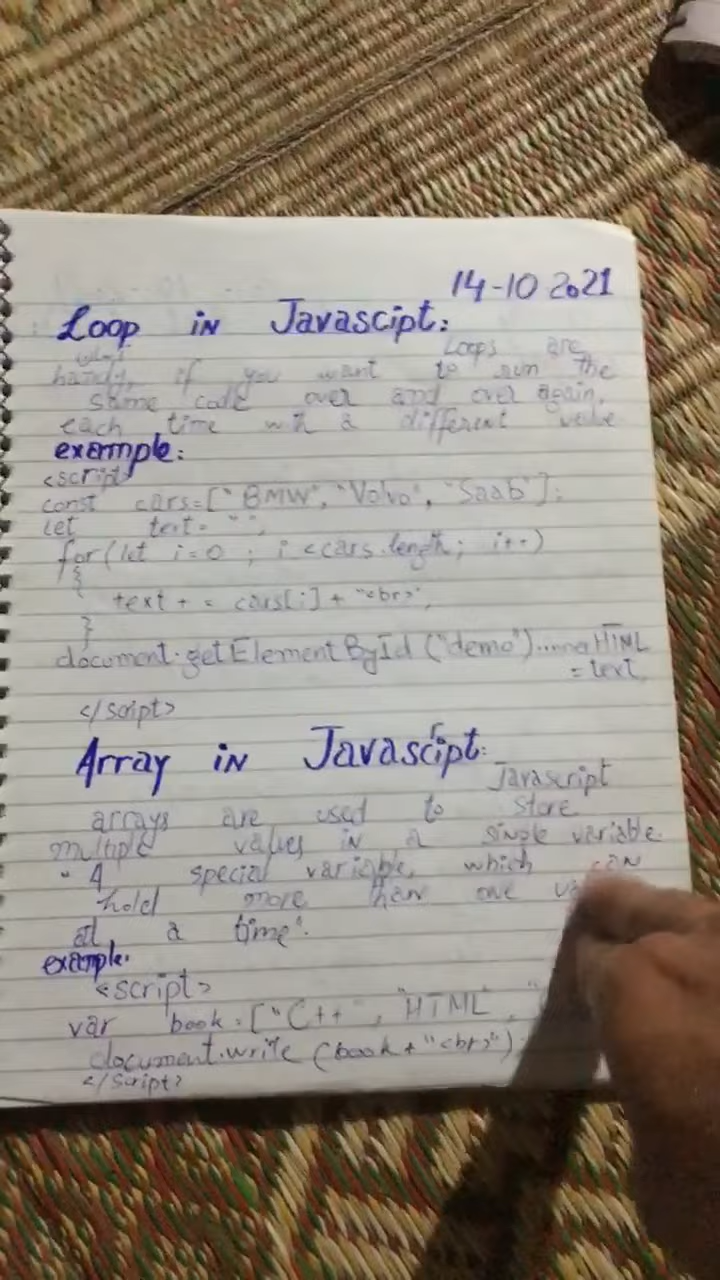 14-10 2021
Loop in Javascipt:
Loops are
handy, if you want to run the
same code over and over again,
each time with a different value
example:
<script>
const cars=["BMW", "Volvo", "Saab"];
let text= "";
for(let i=0 ; i<cars.length; i++)
{
text + = cars[i] + "<br>";
}
document.getElementById ("demo").innerHTML
= text;
</script>
Array in Javascipt:
Javascript
arrays are used to store
multiple values in a single variable.
"A special variable, which can
hold more than one
at a time".
example:
<script>
var book = ["C++", "HTML", "
document.write (book + "<br>")
</script>